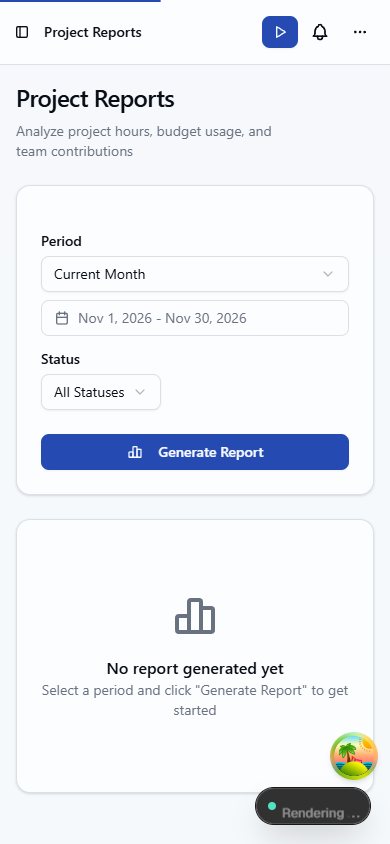 Project Reports
Project Reports
Analyze project hours, budget usage, and
team contributions
Period
Current Month
Nov 1, 2026 - Nov 30, 2026
Status
All Statuses
Generate Report
No report generated yet
Select a period and click "Generate Report" to get
started
Rendering ...